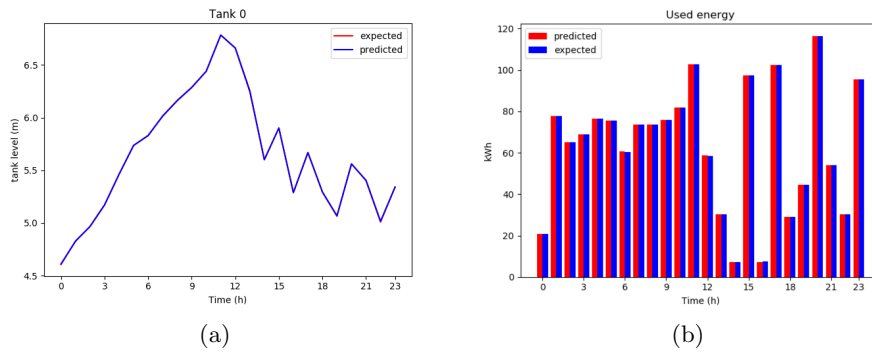 Tank 0
expected
predicted
tank level (m)
6.5
6.0
5.5
5.0
4.5
0 3 6 9 12 15 18 21 23
Time (h)
(a)
Used energy
predicted
expected
kWh
120
100
80
60
40
20
0
0 3 6 9 12 15 18 21 23
Time (h)
(b)